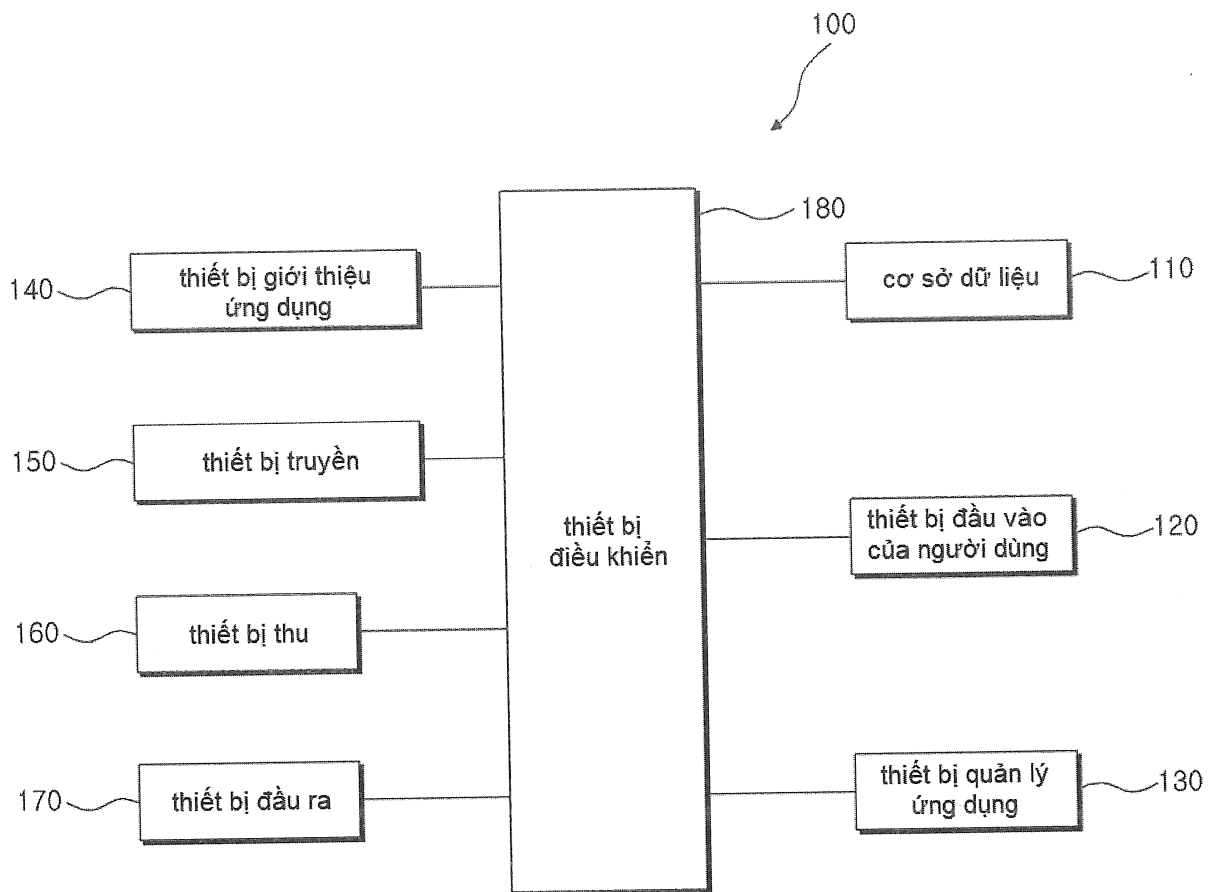 100
180
140
thiết bị giới thiệu
ứng dụng
cơ sở dữ liệu
110
150
thiết bị truyền
thiết bị
điều khiển
thiết bị đầu vào
của người dùng
120
160
thiết bị thu
170
thiết bị đầu ra
thiết bị quản lý
ứng dụng
130